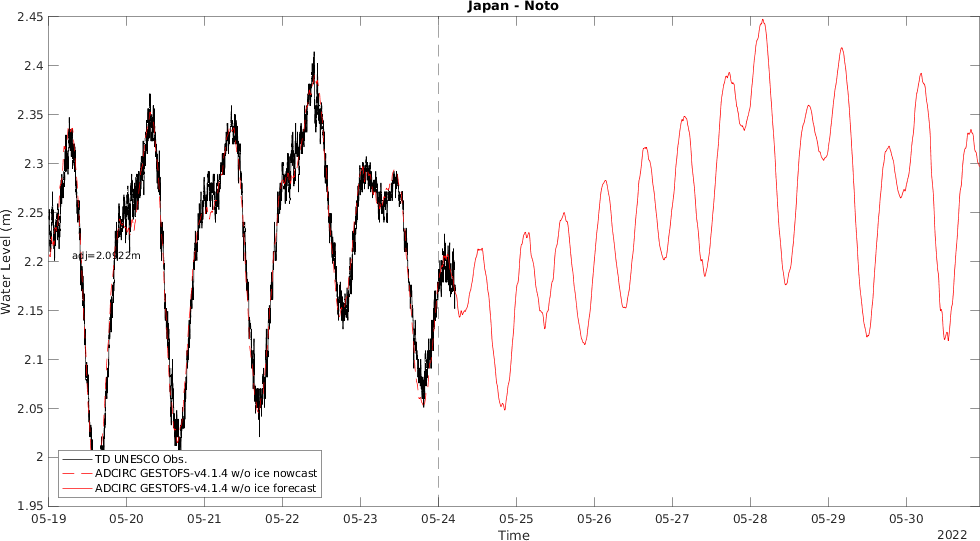 Japan - Noto
2.45
2.4
2.35
2.3
2.25
2.2
2.15
2.1
2.05
2
1.95
Water Level (m)
adj=2.0922m
TD UNESCO Obs.
ADCIRC GESTOFS-v4.1.4 w/o ice nowcast
ADCIRC GESTOFS-v4.1.4 w/o ice forecast
05-19 05-20 05-21 05-22 05-23 05-24 05-25 05-26 05-27 05-28 05-29 05-30
Time
2022